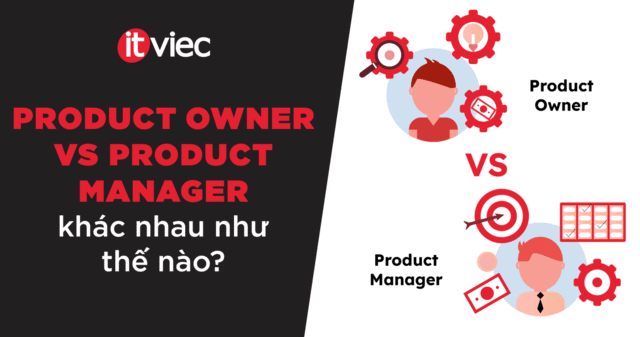 itviec
PRODUCT OWNER
VS PRODUCT
MANAGER
khác nhau như
thế nào?
Product
Owner
VS
Product
Manager